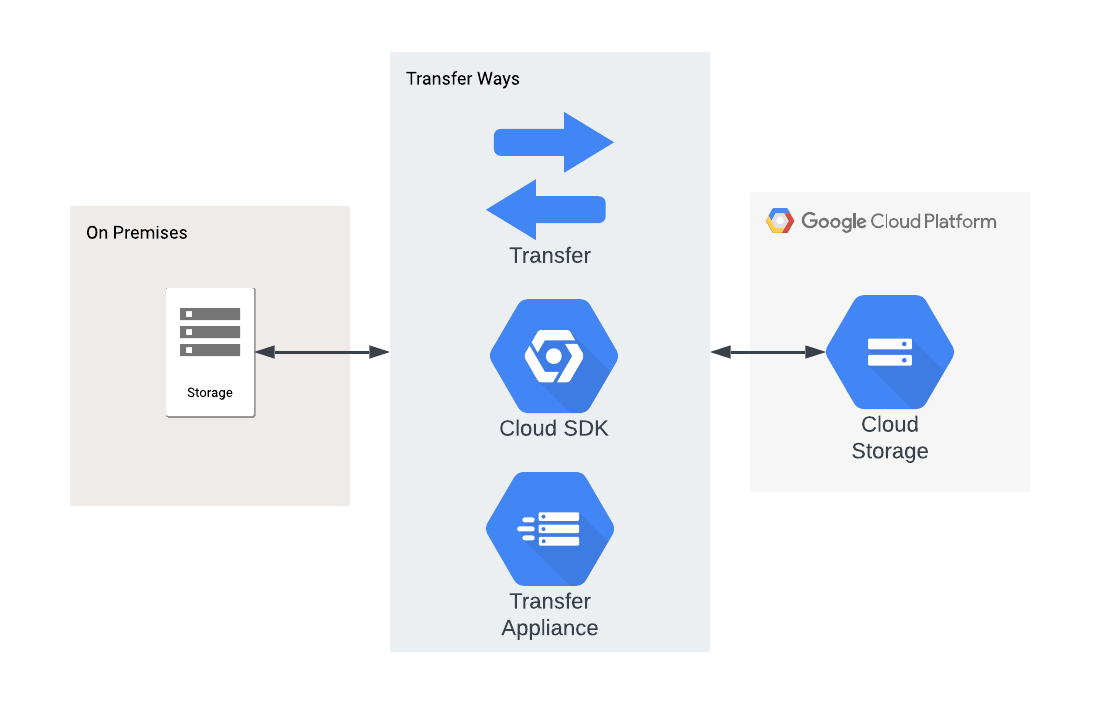 Transfer Ways
Transfer
On Premises
Google Cloud Platform
Storage
Cloud SDK
Cloud
Storage
Transfer
Appliance